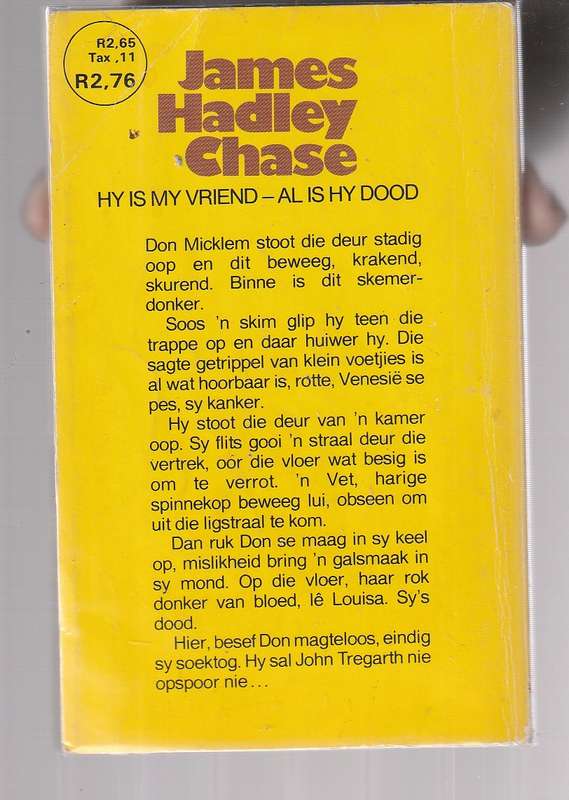 R2,65
Tax ,11
R2,76
James
Hadley
Chase
HY IS MY VRIEND – AL IS HY DOOD
Don Micklem stoot die deur stadig
oop en dit beweeg, krakend,
skurend. Binne is dit skemer-
donker.
Soos 'n skim glip hy teen die
trappe op en daar huiwer hy. Die
sagte getrippel van klein voetjies is
al wat hoorbaar is, rotte, Venesië se
pes, sy kanker.
Hy stoot die deur van 'n kamer
oop. Sy flits gooi 'n straal deur die
vertrek, oor die vloer wat besig is
om te verrot. 'n Vet, harige
spinnekop beweeg lui, obseen om
uit die ligstraal te kom.
Dan ruk Don se maag in sy keel
op, mislikheid bring 'n galsmaak in
sy mond. Op die vloer, haar rok
donker van bloed, lê Louisa. Sy's
dood.
Hier, besef Don magteloos, eindig
sy soektog. Hy sal John Tregarth nie
opspoor nie...